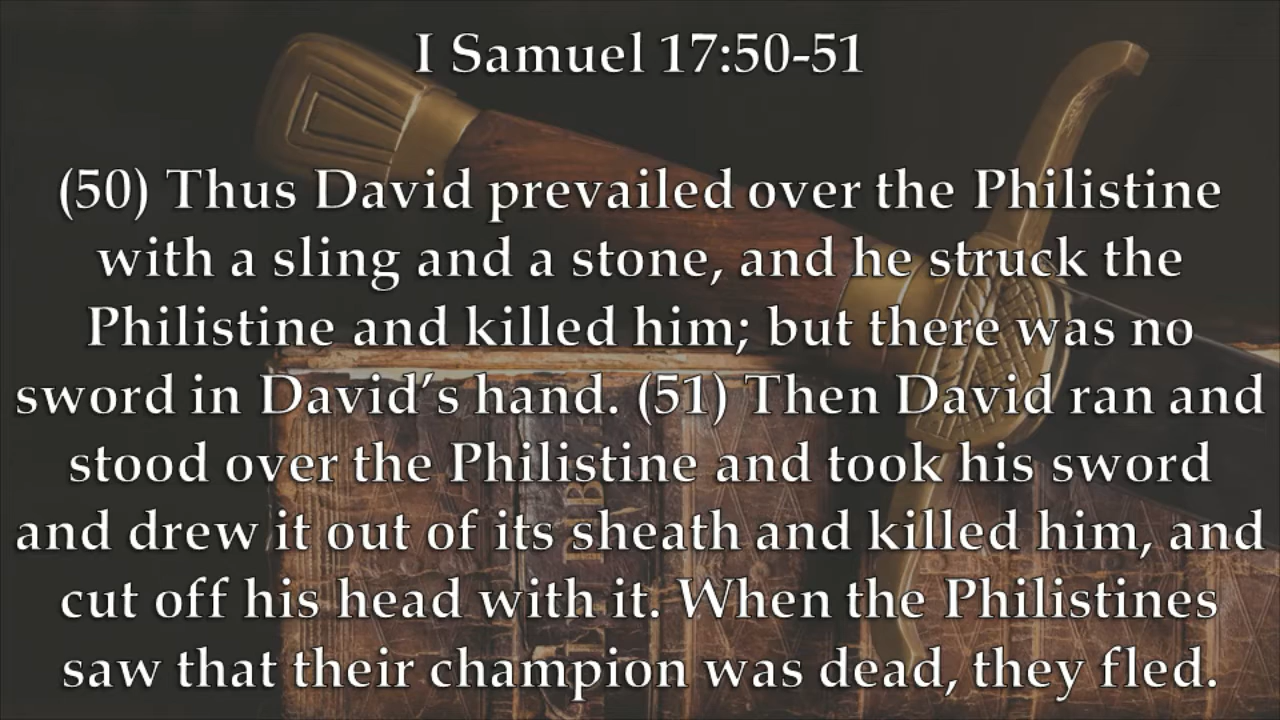 I Samuel 17:50-51
(50) Thus David prevailed over the Philistine
with a sling and a stone, and he struck the
Philistine and killed him; but there was no
sword in David’s hand. (51) Then David ran and
stood over the Philistine and took his sword
and drew it out of its sheath and killed him, and
cut off his head with it. When the Philistines
saw that their champion was dead, they fled.